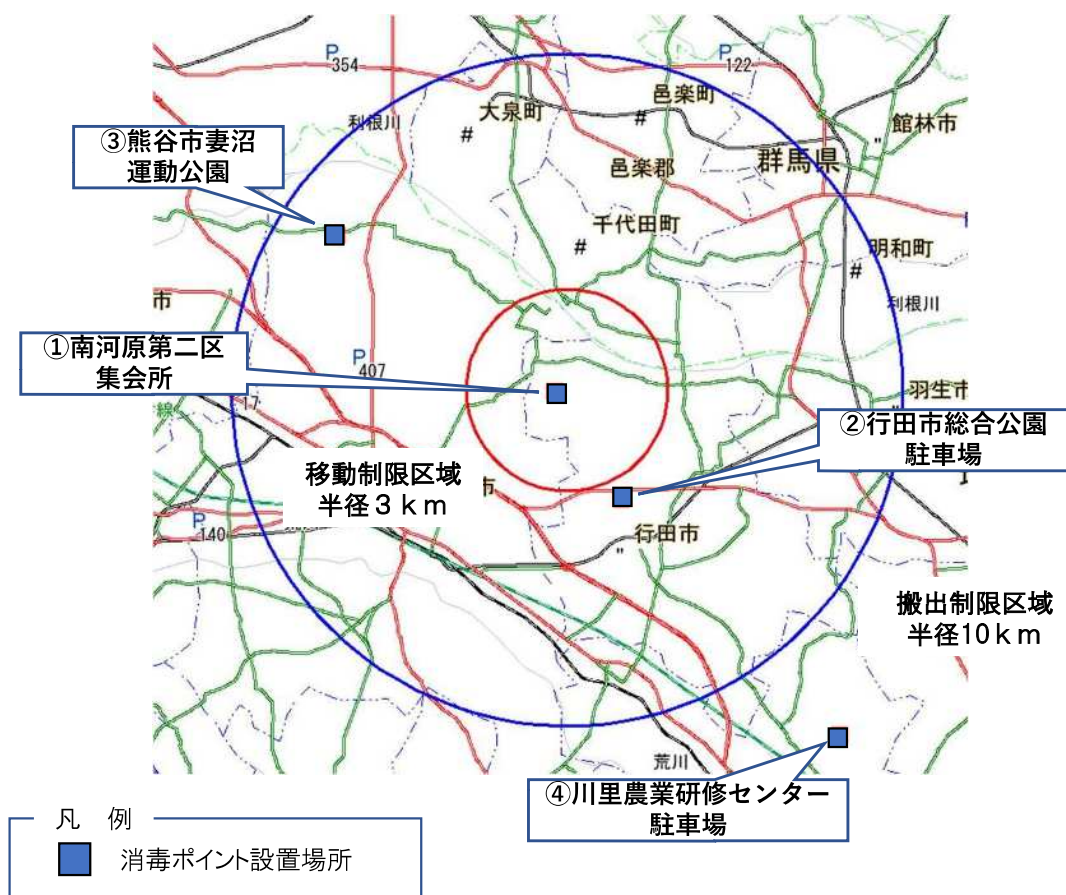 P
354
P
122
邑楽町
大泉町
館林市
#
#
"
利根川
③熊谷市妻沼
運動公園
群馬県
邑楽郡
千代田町
#
明和町
#
市
利根川
①南河原第二区
集会所
P
407
羽生市
17
線
②行田市総合公園
駐車場
移動制限区域
半径3km
市
P
140
行田市
"
搬出制限区域
半径10km
荒川
④川里農業研修センター
駐車場
凡 例
消毒ポイント設置場所